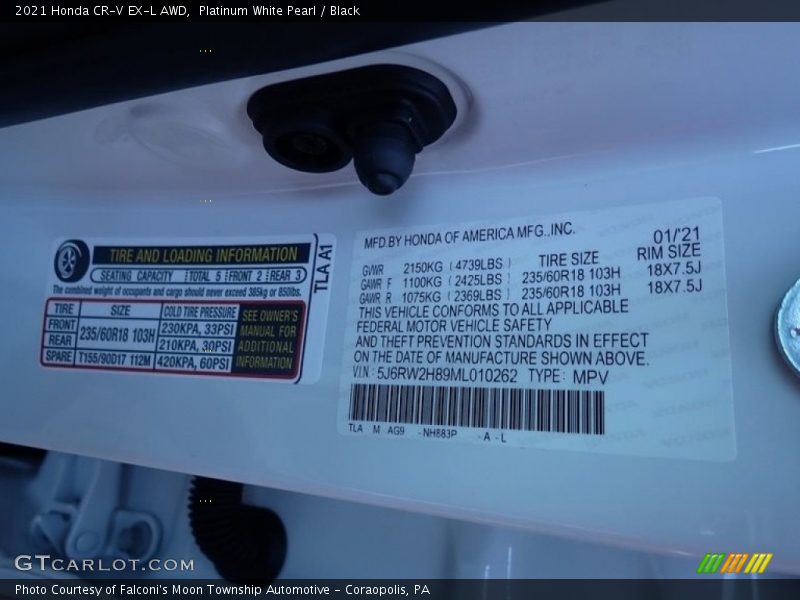 2021 Honda CR-V EX-L AWD,  Platinum White Pearl / Black
TIRE AND LOADING INFORMATION
SEATING CAPACITY TOTAL 5 FRONT 2 REAR 3
The combined weight of occupants and cargo should never exceed 385kg or 850lbs.
TIRE SIZE COLD TIRE PRESSURE SEE OWNER'S MANUAL FOR ADDITIONAL INFORMATION
FRONT 235/60R18 103H 230KPA, 33PSI
REAR 210KPA, 30PSI
SPARE T155/90D17 112M 420KPA, 60PSI
TLA A1
MFD.BY HONDA OF AMERICA MFG.,INC. 01/'21
GVWR 2150KG (4739LBS) TIRE SIZE RIM SIZE
GAWR F 1100KG (2425LBS) 235/60R18 103H 18X7.5J
GAWR R 1075KG (2369LBS) 235/60R18 103H 18X7.5J
THIS VEHICLE CONFORMS TO ALL APPLICABLE
FEDERAL MOTOR VEHICLE SAFETY
AND THEFT PREVENTION STANDARDS IN EFFECT
ON THE DATE OF MANUFACTURE SHOWN ABOVE.
V.I.N: 5J6RW2H89ML010262 TYPE: MPV
TLA M AG9 -NH883P -A-L
GTCARLOT.COM
Photo Courtesy of Falconi's Moon Township Automotive - Coraopolis, PA